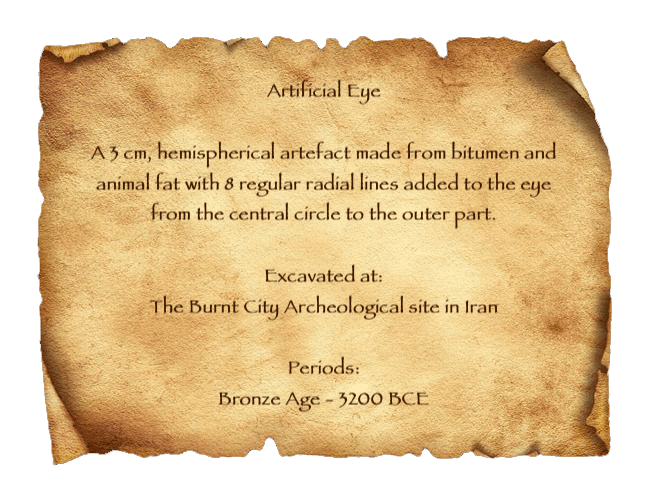 Artificial Eye
A 3 cm, hemispherical artefact made from bitumen and
animal fat with 8 regular radial lines added to the eye
from the central circle to the outer part.
Excavated at:
The Burnt City Archeological site in Iran
Periods:
Bronze Age - 3200 BCE